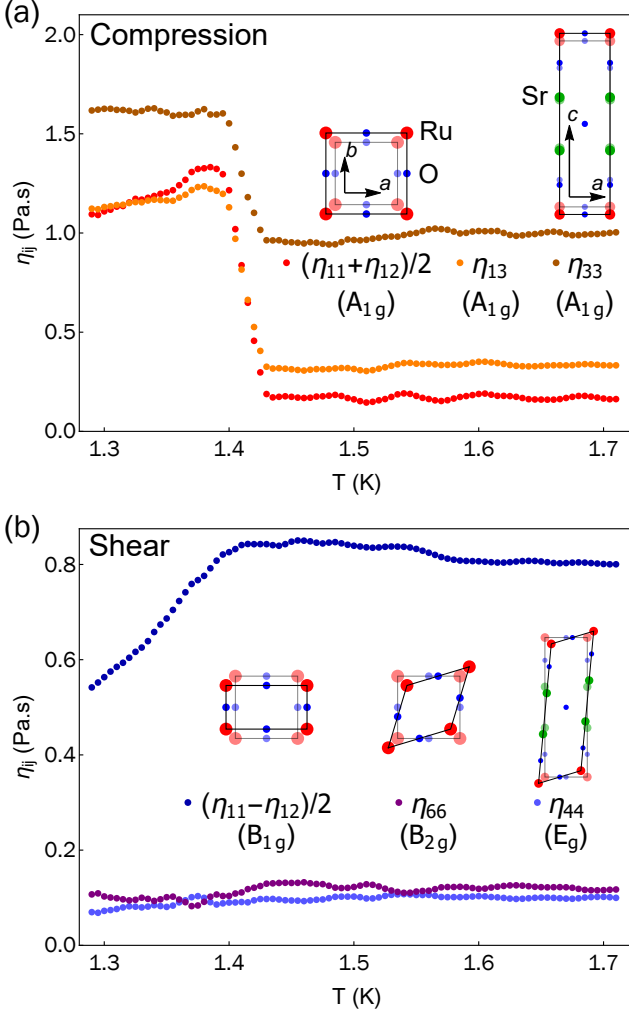 (a)
Compression
2.0
1.5
1.0
0.5
0.0
η_ij (Pa.s)
Ru
O
b
a
Sr
c
a
(η₁₁+η₁₂)/2
(A₁g)
η₁₃
(A₁g)
η₃₃
(A₁g)
1.3 1.4 1.5 1.6 1.7
T (K)
(b)
Shear
0.8
0.6
0.4
0.2
0.0
η_ij (Pa.s)
(η₁₁−η₁₂)/2
(B₁g)
η₆₆
(B₂g)
η₄₄
(Eg)
1.3 1.4 1.5 1.6 1.7
T (K)